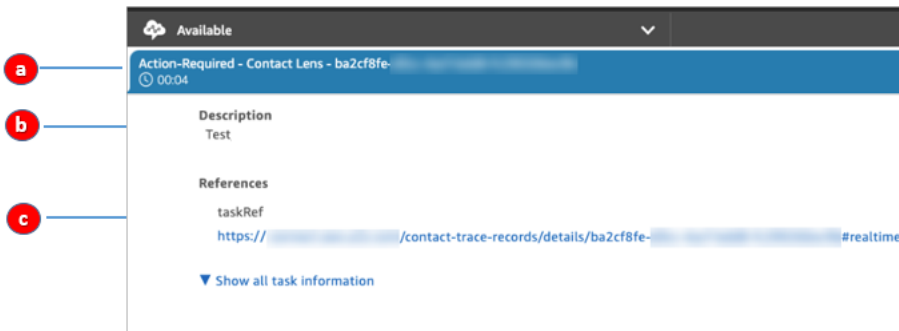 Available
a
Action-Required - Contact Lens - ba2cf8fe-
00:04
b
Description
Test
References
c
taskRef
https:// /contact-trace-records/details/ba2cf8fe- #realtime
Show all task information